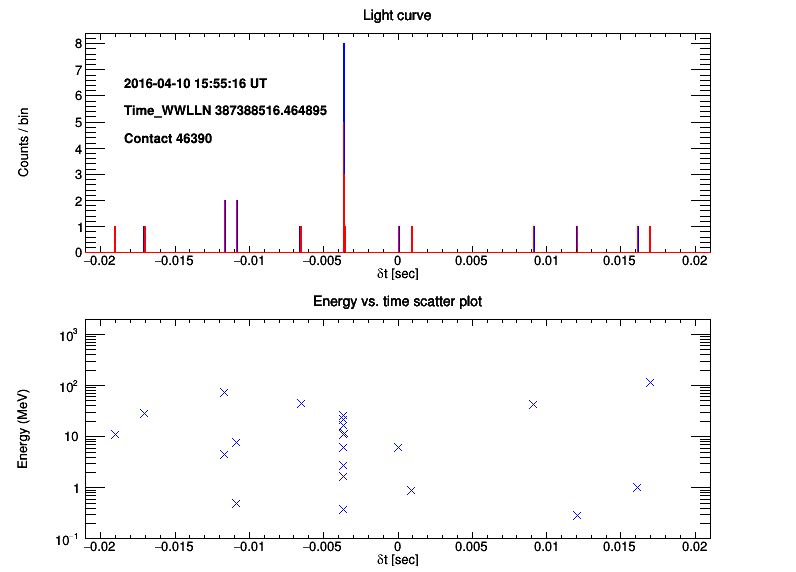 Light curve
Counts / bin
8
7
6
5
4
3
2
1
0
2016-04-10 15:55:16 UT
Time_WWLLN 387388516.464895
Contact 46390
−0.02 −0.015 −0.01 −0.005 0 0.005 0.01 0.015 0.02
δt [sec]
Energy vs. time scatter plot
Energy (MeV)
10³
10²
10
1
10⁻¹
−0.02 −0.015 −0.01 −0.005 0 0.005 0.01 0.015 0.02
δt [sec]